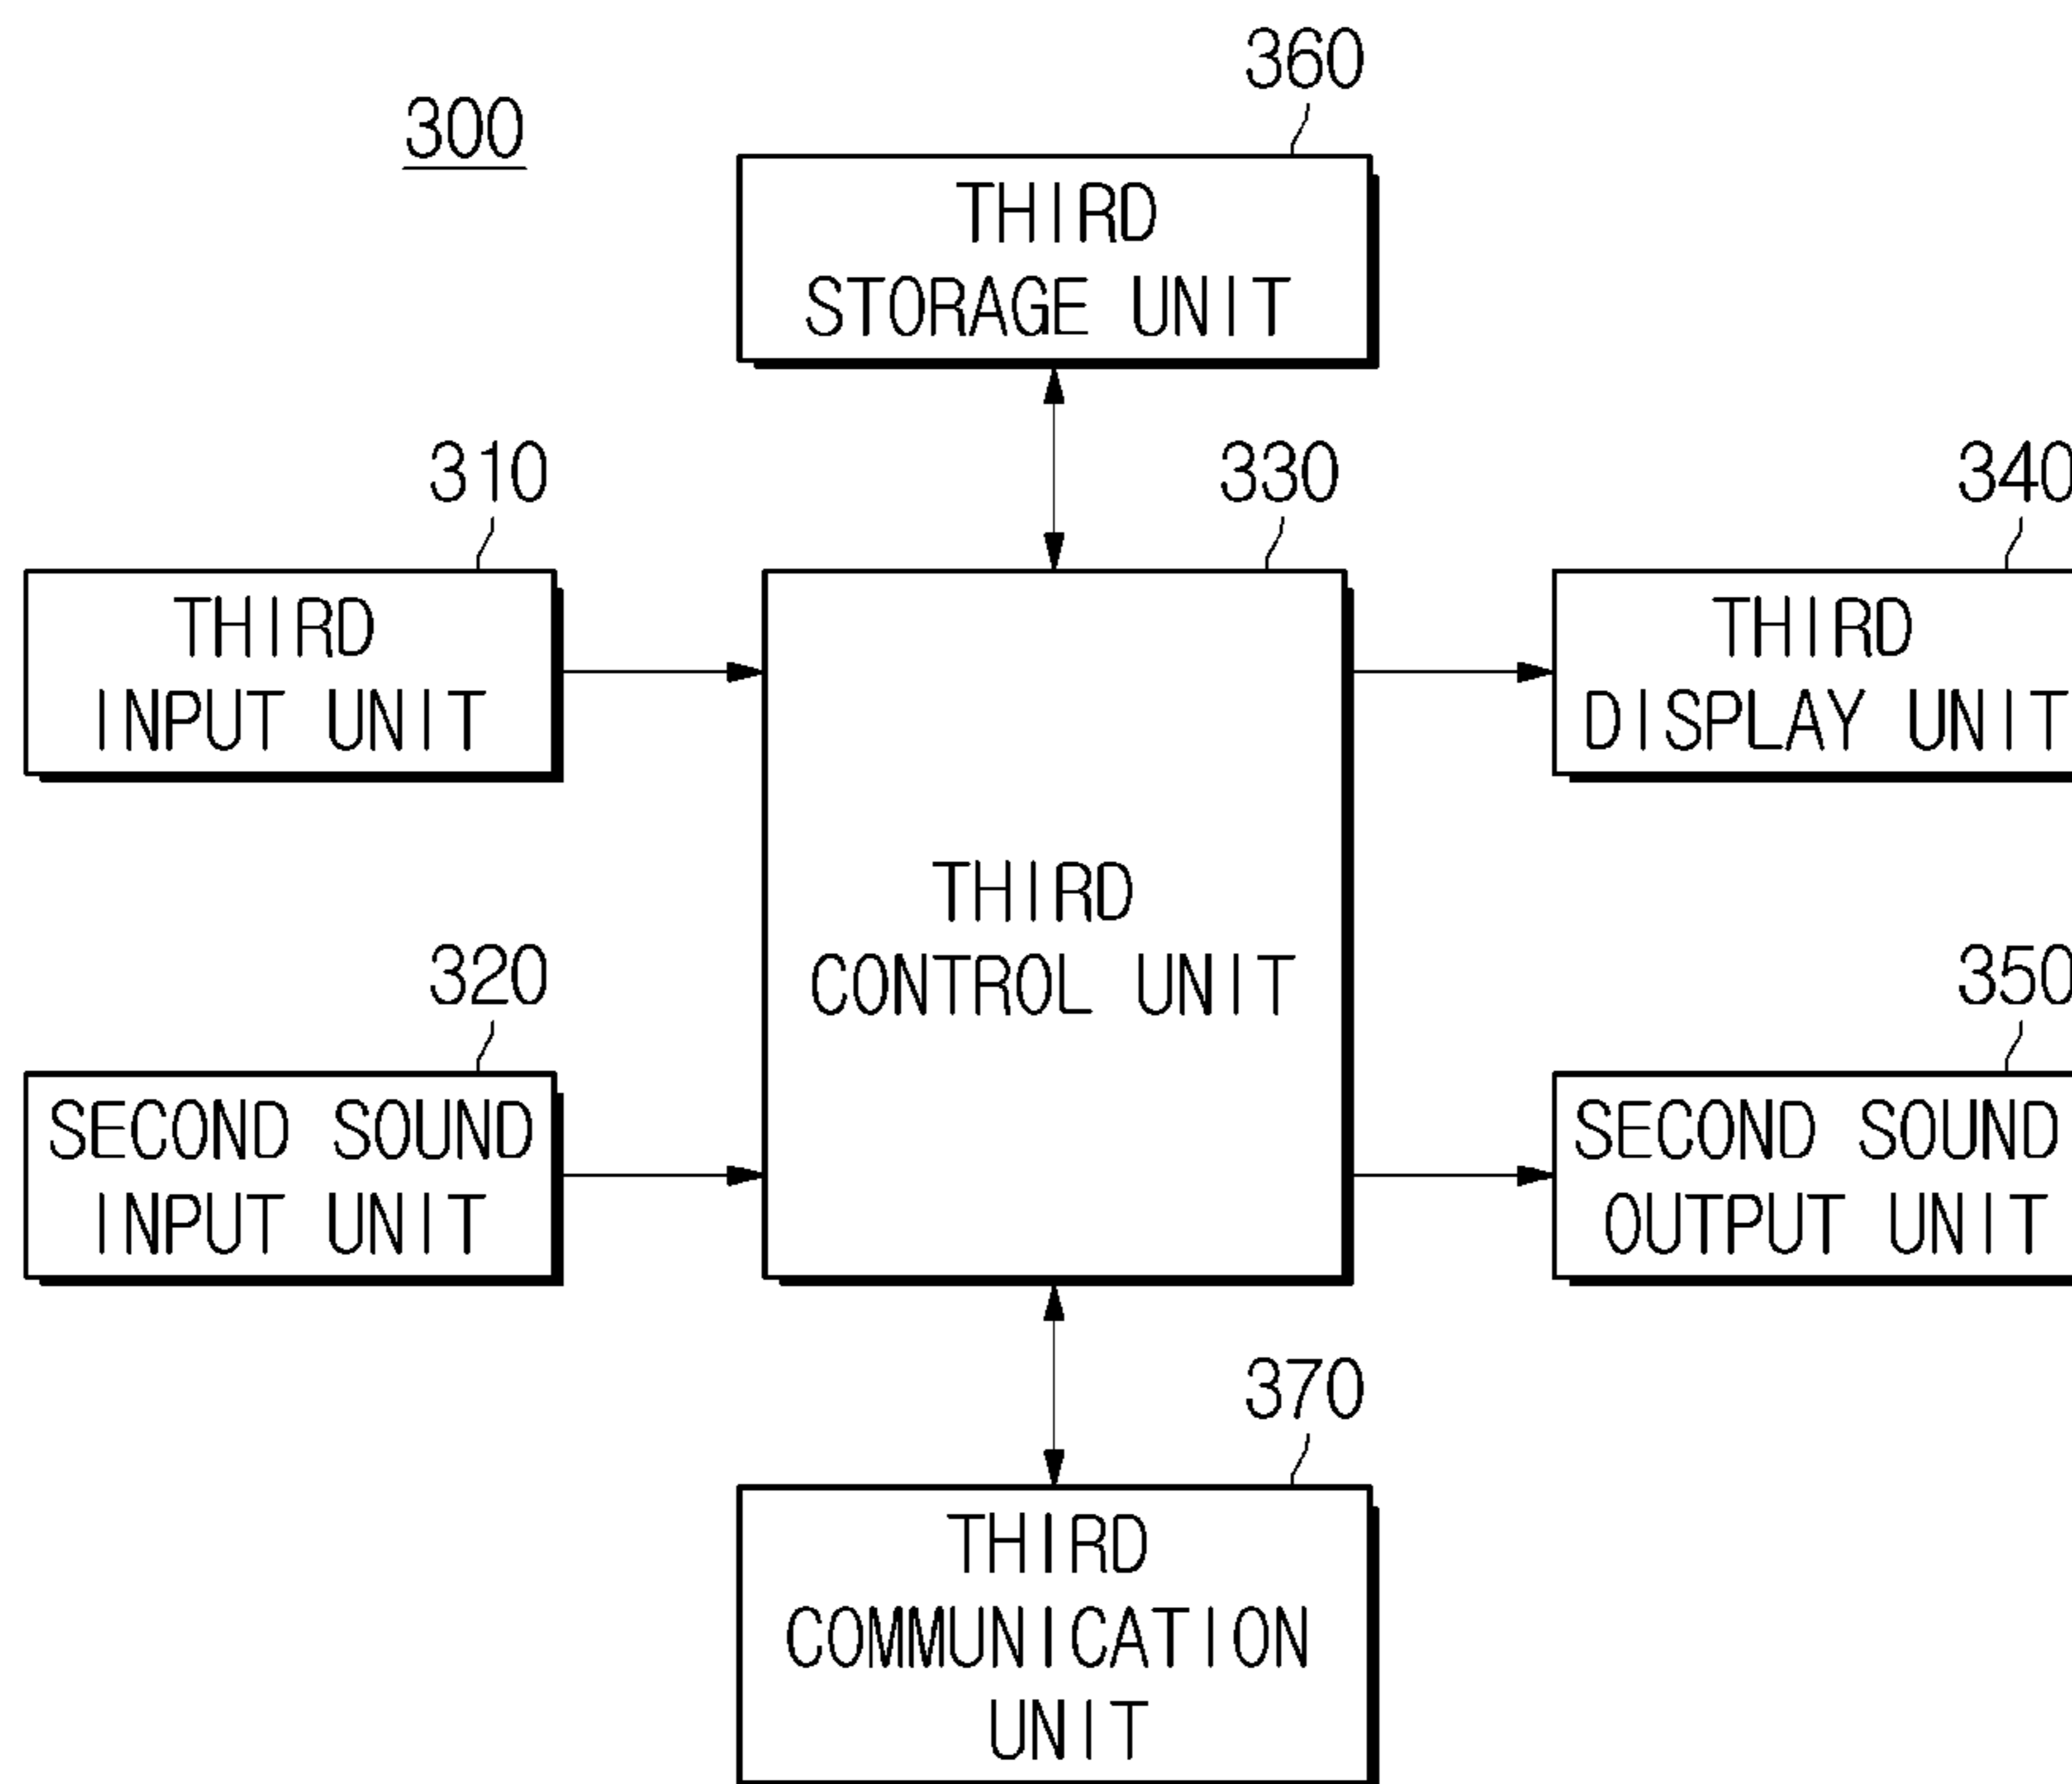 360
300
THIRD
STORAGE UNIT
310
330
340
THIRD
INPUT UNIT
THIRD
DISPLAY UNIT
THIRD
CONTROL UNIT
320
350
SECOND SOUND
INPUT UNIT
SECOND SOUND
OUTPUT UNIT
370
THIRD
COMMUNICATION
UNIT